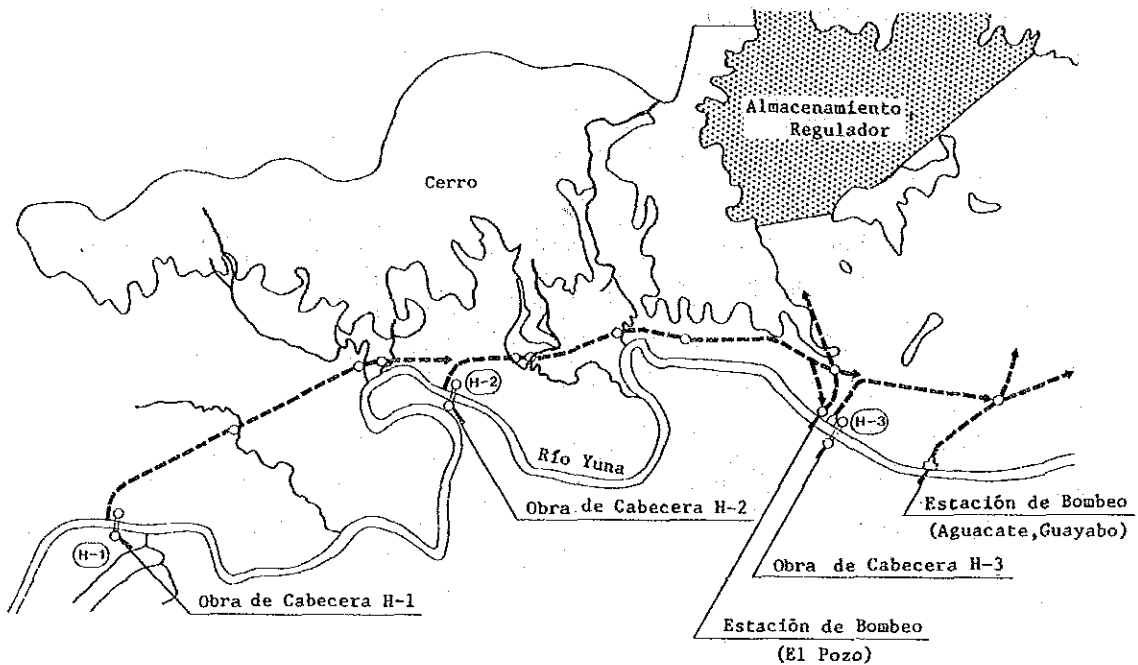 Almacenamiento
Regulador
Cerro
H-2
H-3
Río Yuna
Obra de Cabecera H-2
Estación de Bombeo
(Aguacate,Guayabo)
H-1
Obra de Cabecera H-3
Obra de Cabecera H-1
Estación de Bombeo
(El Pozo)